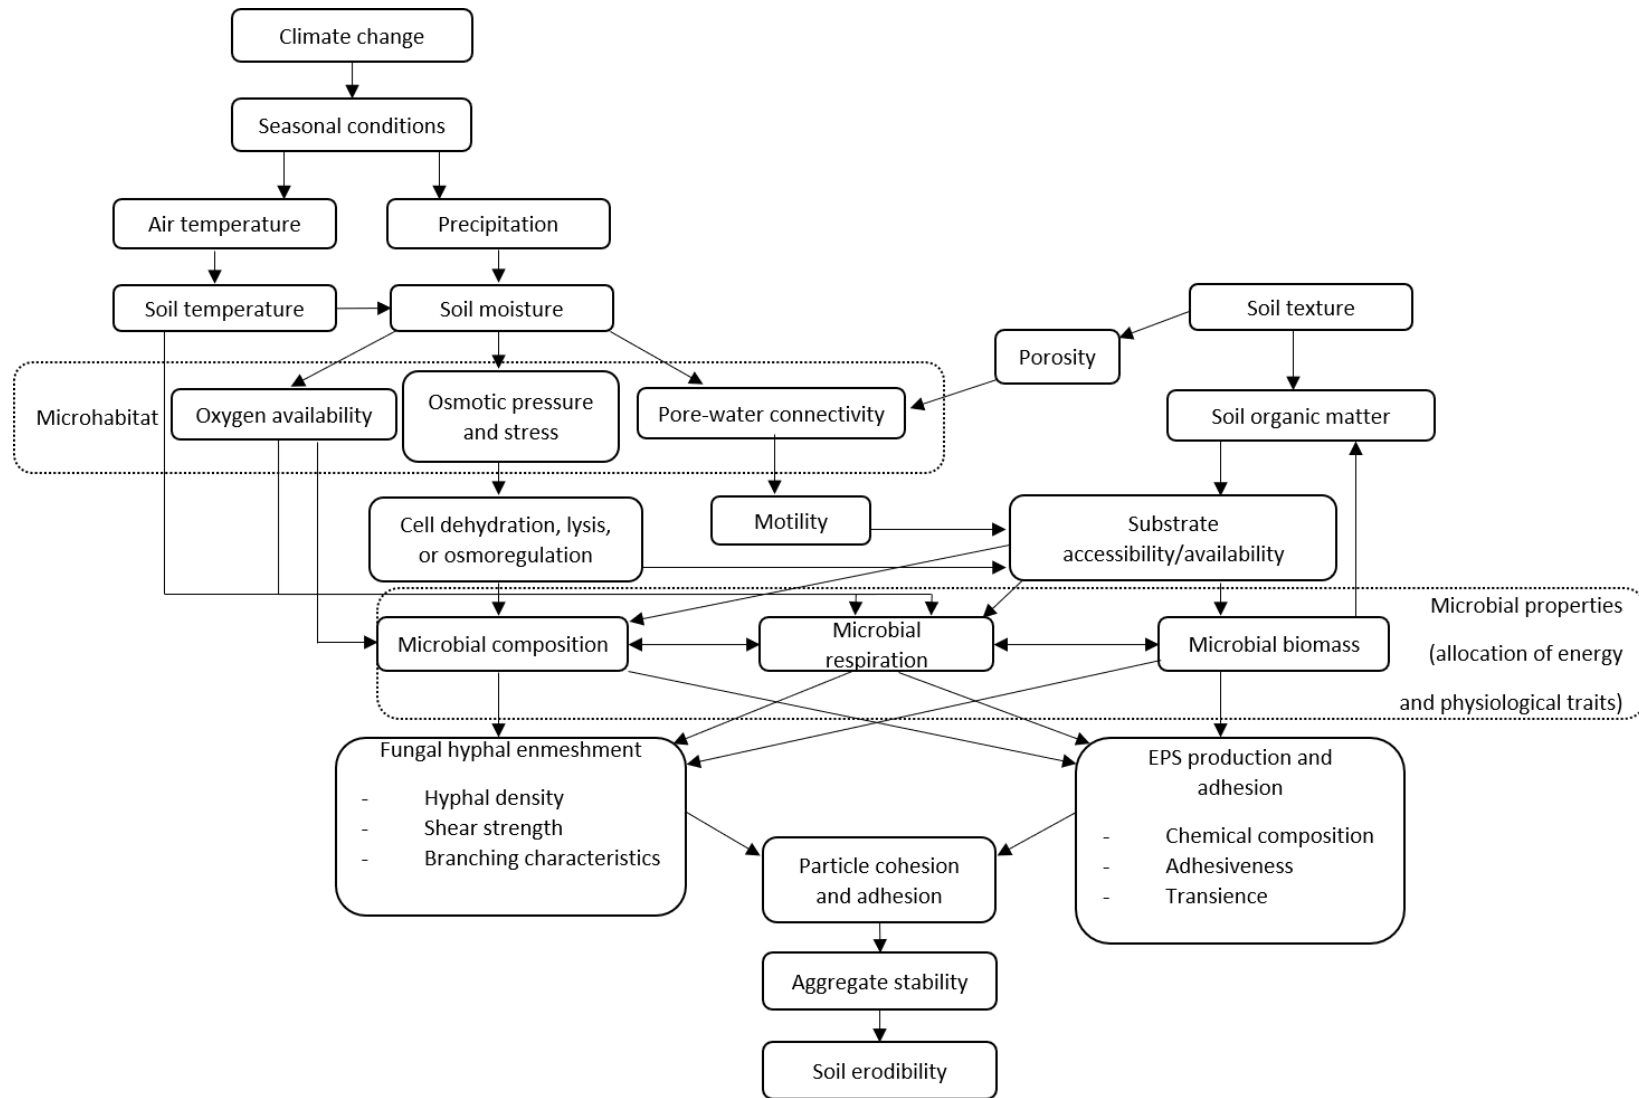 Climate change
Seasonal conditions
Air temperature
Precipitation
Soil temperature
Soil moisture
Soil texture
Porosity
Microhabitat
Oxygen availability
Osmotic pressure
and stress
Pore-water connectivity
Soil organic matter
Cell dehydration, lysis,
or osmoregulation
Motility
Substrate
accessibility/availability
Microbial properties
(allocation of energy
and physiological traits)
Microbial composition
Microbial
respiration
Microbial biomass
Fungal hyphal enmeshment
- Hyphal density
- Shear strength
- Branching characteristics
EPS production and
adhesion
- Chemical composition
- Adhesiveness
- Transience
Particle cohesion
and adhesion
Aggregate stability
Soil erodibility